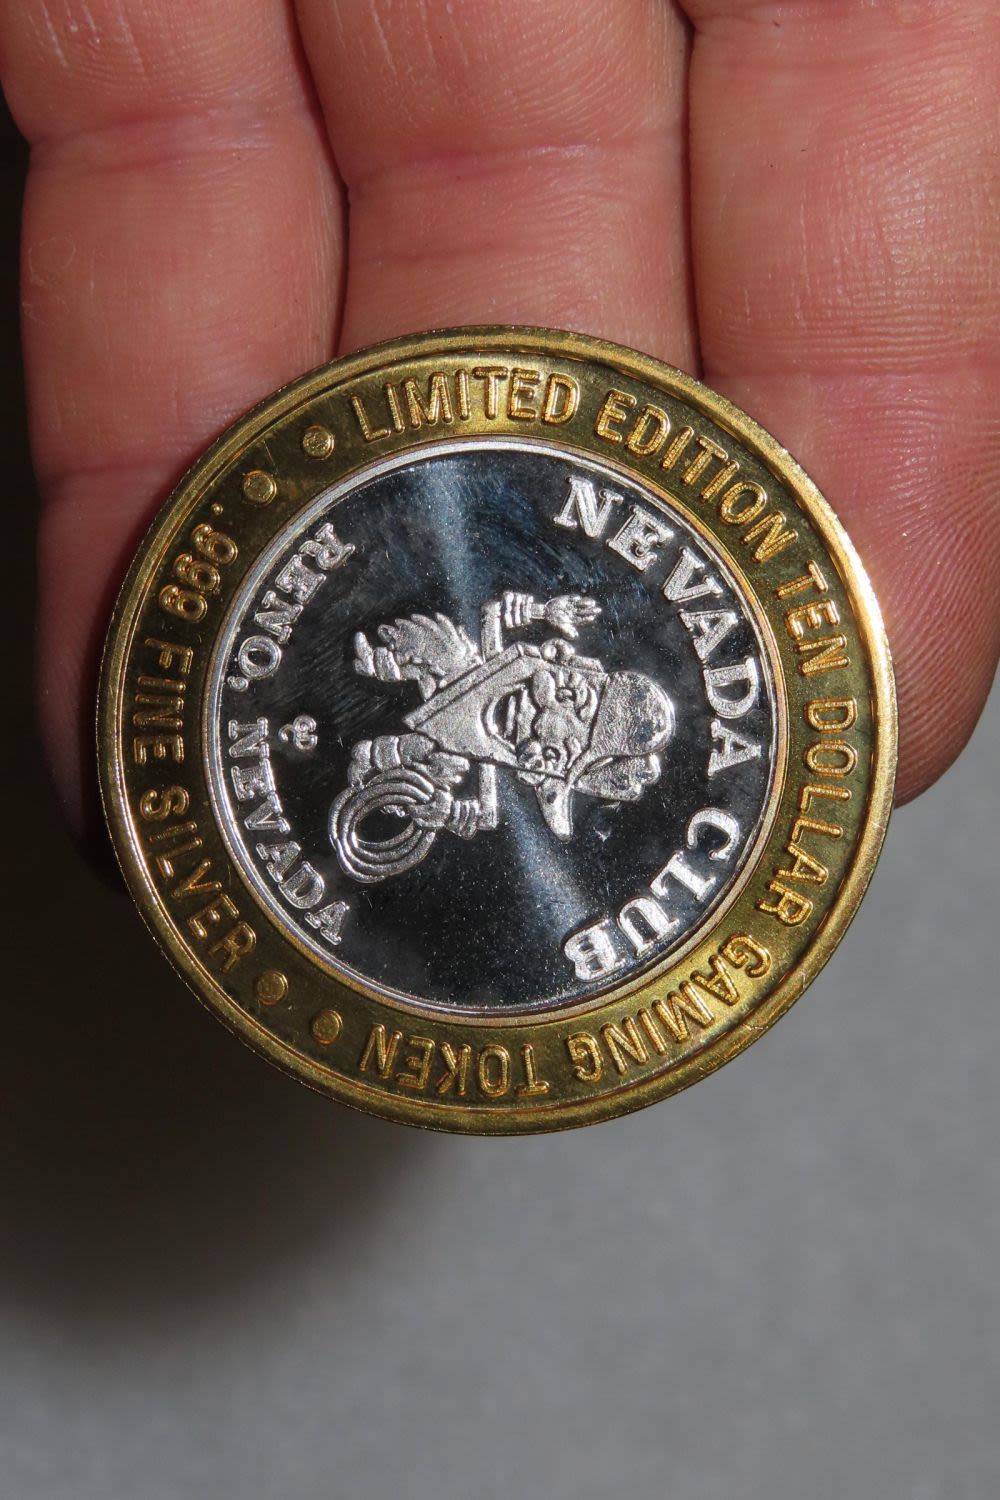 LIMITED EDITION TEN DOLLAR GAMING TOKEN
.999 FINE SILVER
NEVADA CLUB
RENO, NEVADA